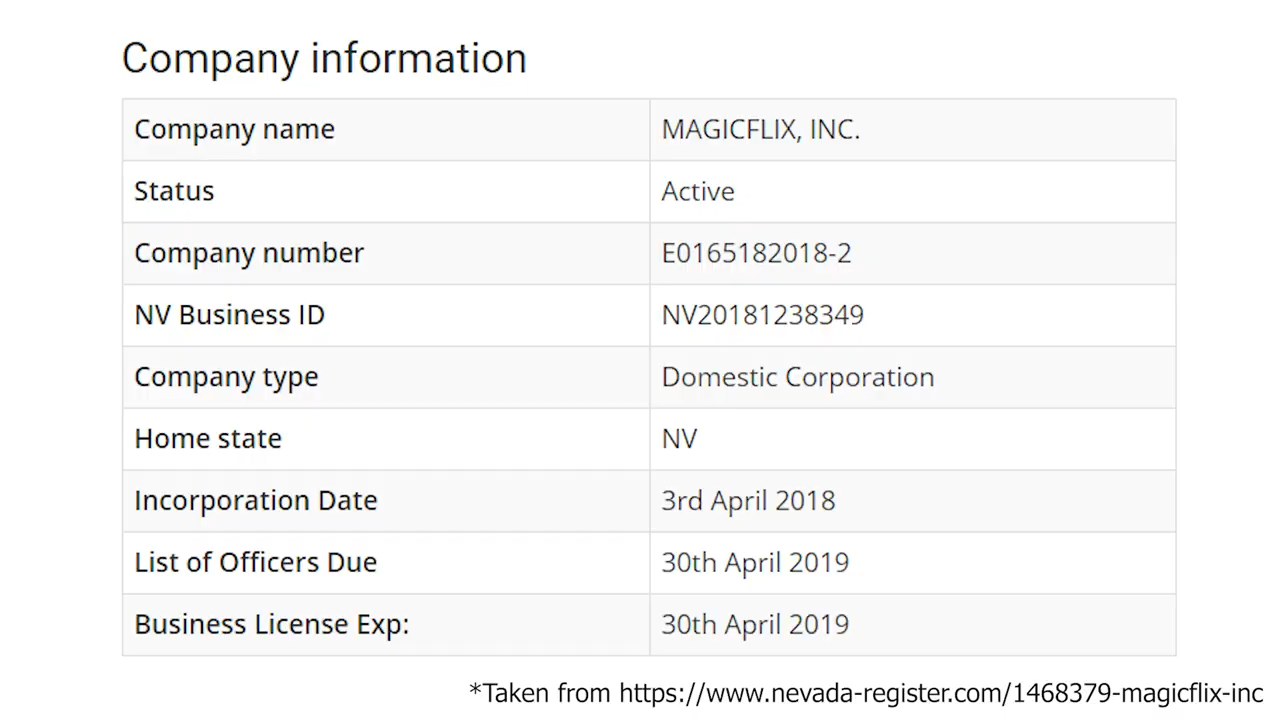 Company information
Company name MAGICFLIX, INC.
Status Active
Company number E0165182018-2
NV Business ID NV20181238349
Company type Domestic Corporation
Home state NV
Incorporation Date 3rd April 2018
List of Officers Due 30th April 2019
Business License Exp: 30th April 2019
*Taken from https://www.nevada-register.com/1468379-magicflix-inc